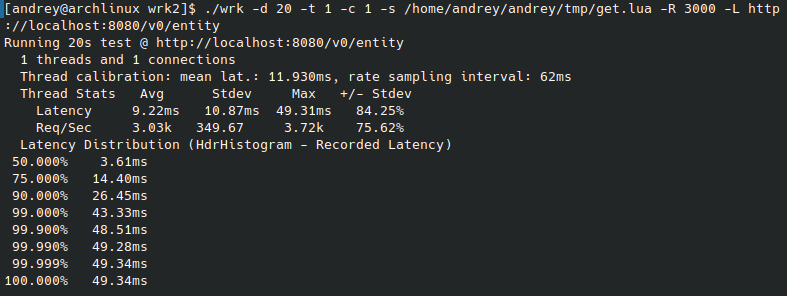 [andrey@archlinux wrk2]$ ./wrk -d 20 -t 1 -c 1 -s /home/andrey/andrey/tmp/get.lua -R 3000 -L http
://localhost:8080/v0/entity
Running 20s test @ http://localhost:8080/v0/entity
  1 threads and 1 connections
  Thread calibration: mean lat.: 11.930ms, rate sampling interval: 62ms
  Thread Stats   Avg      Stdev     Max   +/- Stdev
    Latency     9.22ms   10.87ms  49.31ms   84.25%
    Req/Sec     3.03k   349.67     3.72k    75.62%
  Latency Distribution (HdrHistogram - Recorded Latency)
 50.000%    3.61ms
 75.000%   14.40ms
 90.000%   26.45ms
 99.000%   43.33ms
 99.900%   48.51ms
 99.990%   49.28ms
 99.999%   49.34ms
100.000%   49.34ms